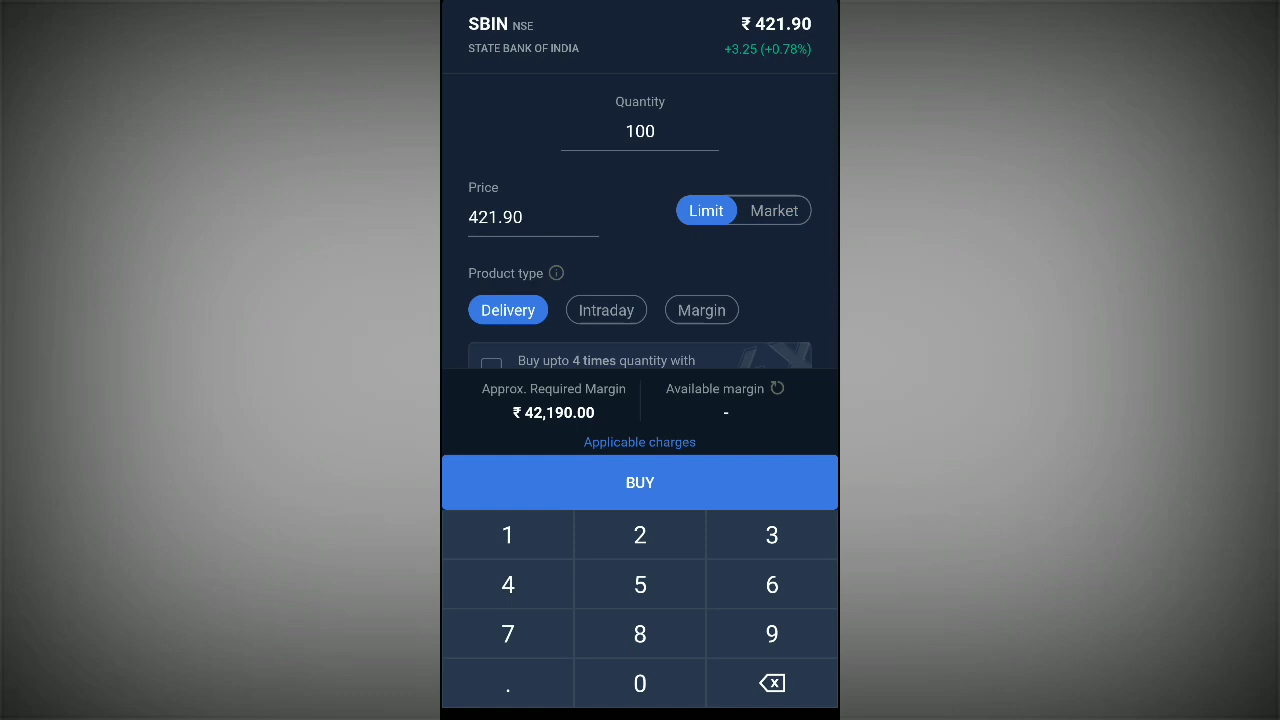 SBIN NSE ₹ 421.90
STATE BANK OF INDIA +3.25 (+0.78%)
Quantity
100
Price
421.90 Limit Market
Product type
Delivery Intraday Margin
Buy upto 4 times quantity with
Approx. Required Margin Available margin
₹ 42,190.00 -
Applicable charges
BUY
1 2 3
4 5 6
7 8 9
. 0